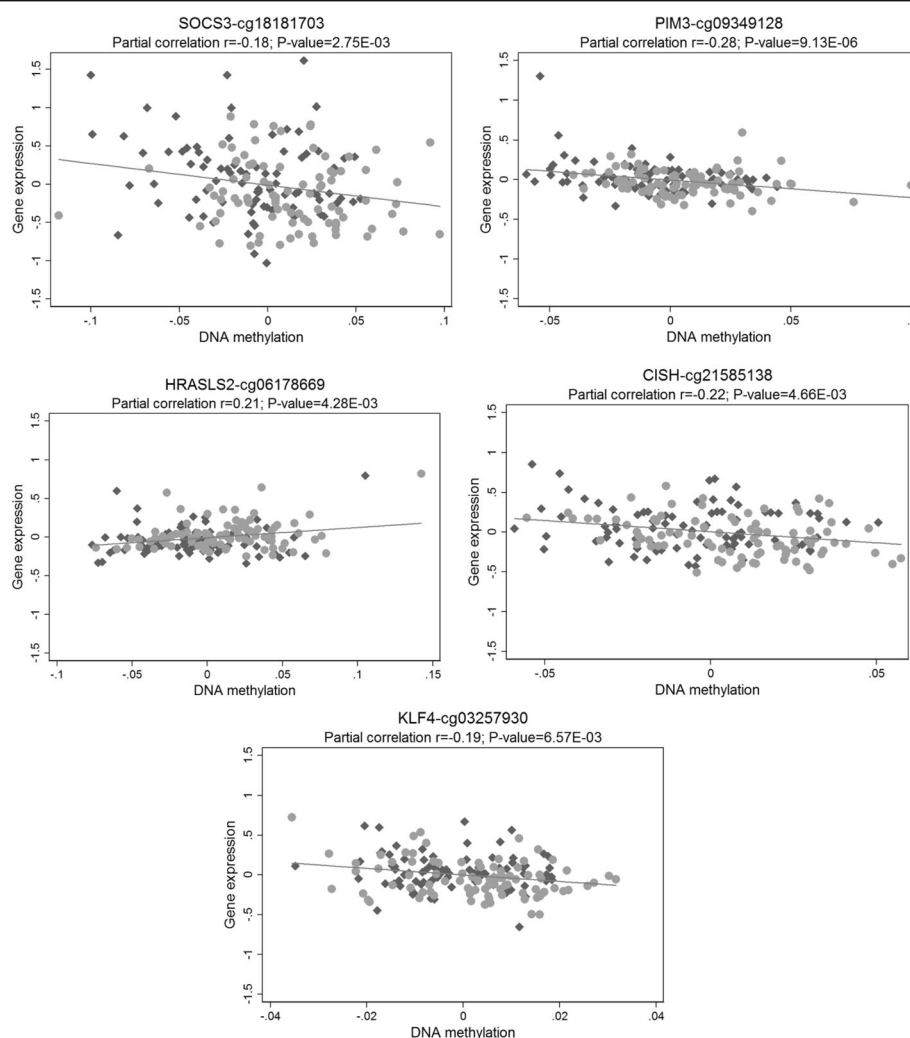 SOCS3-cg18181703
Partial correlation r=-0.18; P-value=2.75E-03
Gene expression
1.5
1
.5
0
-.5
-1
-1.5
-.1
-.05
0
.05
.1
DNA methylation
PIM3-cg09349128
Partial correlation r=-0.28; P-value=9.13E-06
Gene expression
1.5
1
.5
0
-.5
-1
-1.5
-.05
0
.05
.1
DNA methylation
HRASLS2-cg06178669
Partial correlation r=0.21; P-value=4.28E-03
Gene expression
1.5
1
.5
0
-.5
-1
-1.5
-.1
-.05
0
.05
.1
.15
DNA methylation
CISH-cg21585138
Partial correlation r=-0.22; P-value=4.66E-03
Gene expression
1.5
1
.5
0
-.5
-1
-1.5
-.05
0
.05
DNA methylation
KLF4-cg03257930
Partial correlation r=-0.19; P-value=6.57E-03
Gene expression
1.5
1
.5
0
-.5
-1
-1.5
-.04
-.02
0
.02
.04
DNA methylation